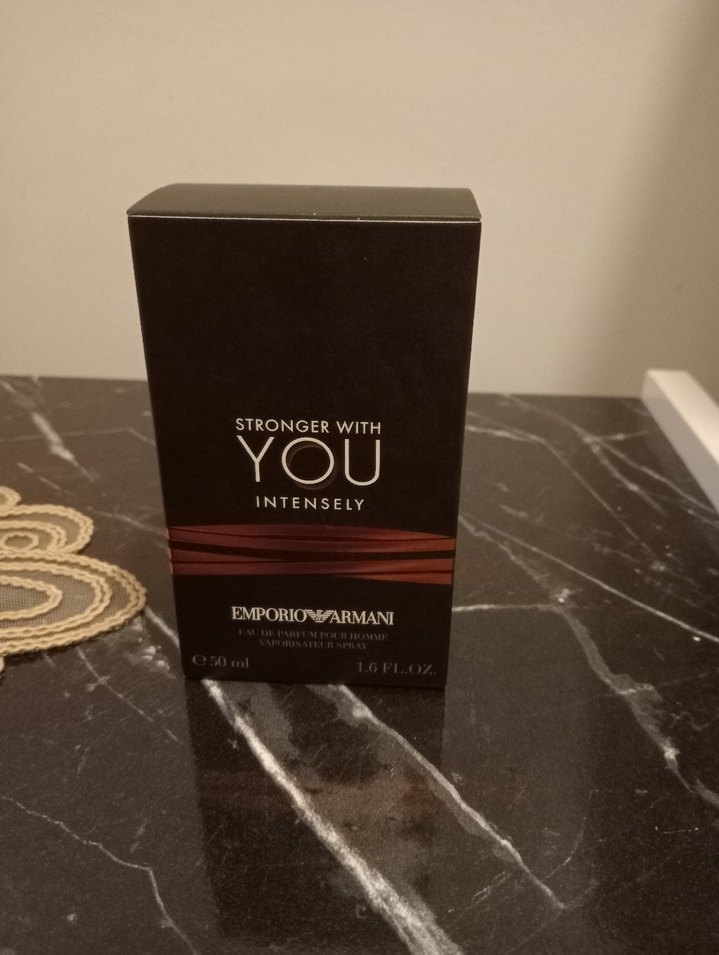 STRONGER WITH
YOU
INTENSELY
EMPORIO ARMANI
EAU DE PARFUM POUR HOMME
VAPORISATEUR SPRAY
℮ 50 ml 1.6 FL.OZ.